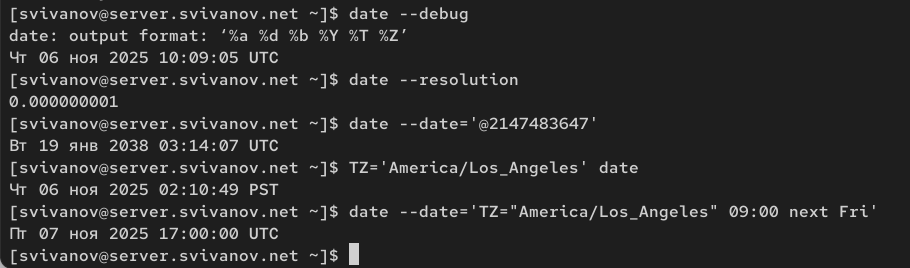 [svivanov@server.svivanov.net ~]$ date --debug
date: output format: ‘%a %d %b %Y %T %Z’
Чт 06 ноя 2025 10:09:05 UTC
[svivanov@server.svivanov.net ~]$ date --resolution
0.000000001
[svivanov@server.svivanov.net ~]$ date --date='@2147483647'
Вт 19 янв 2038 03:14:07 UTC
[svivanov@server.svivanov.net ~]$ TZ='America/Los_Angeles' date
Чт 06 ноя 2025 02:10:49 PST
[svivanov@server.svivanov.net ~]$ date --date='TZ="America/Los_Angeles" 09:00 next Fri'
Пт 07 ноя 2025 17:00:00 UTC
[svivanov@server.svivanov.net ~]$